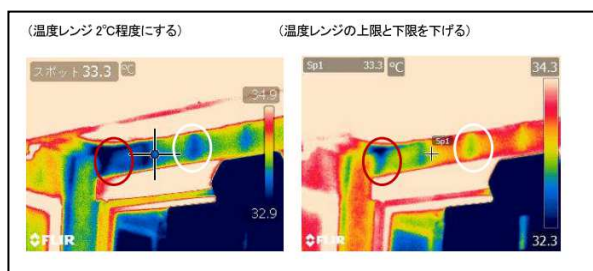 (温度レンジ 2℃程度にする)
(温度レンジの上限と下限を下げる)
スポット 33.3 ℃
34.9
32.9
FLIR
Sp1 33.3 ℃
34.3
Sp1
32.3
FLIR